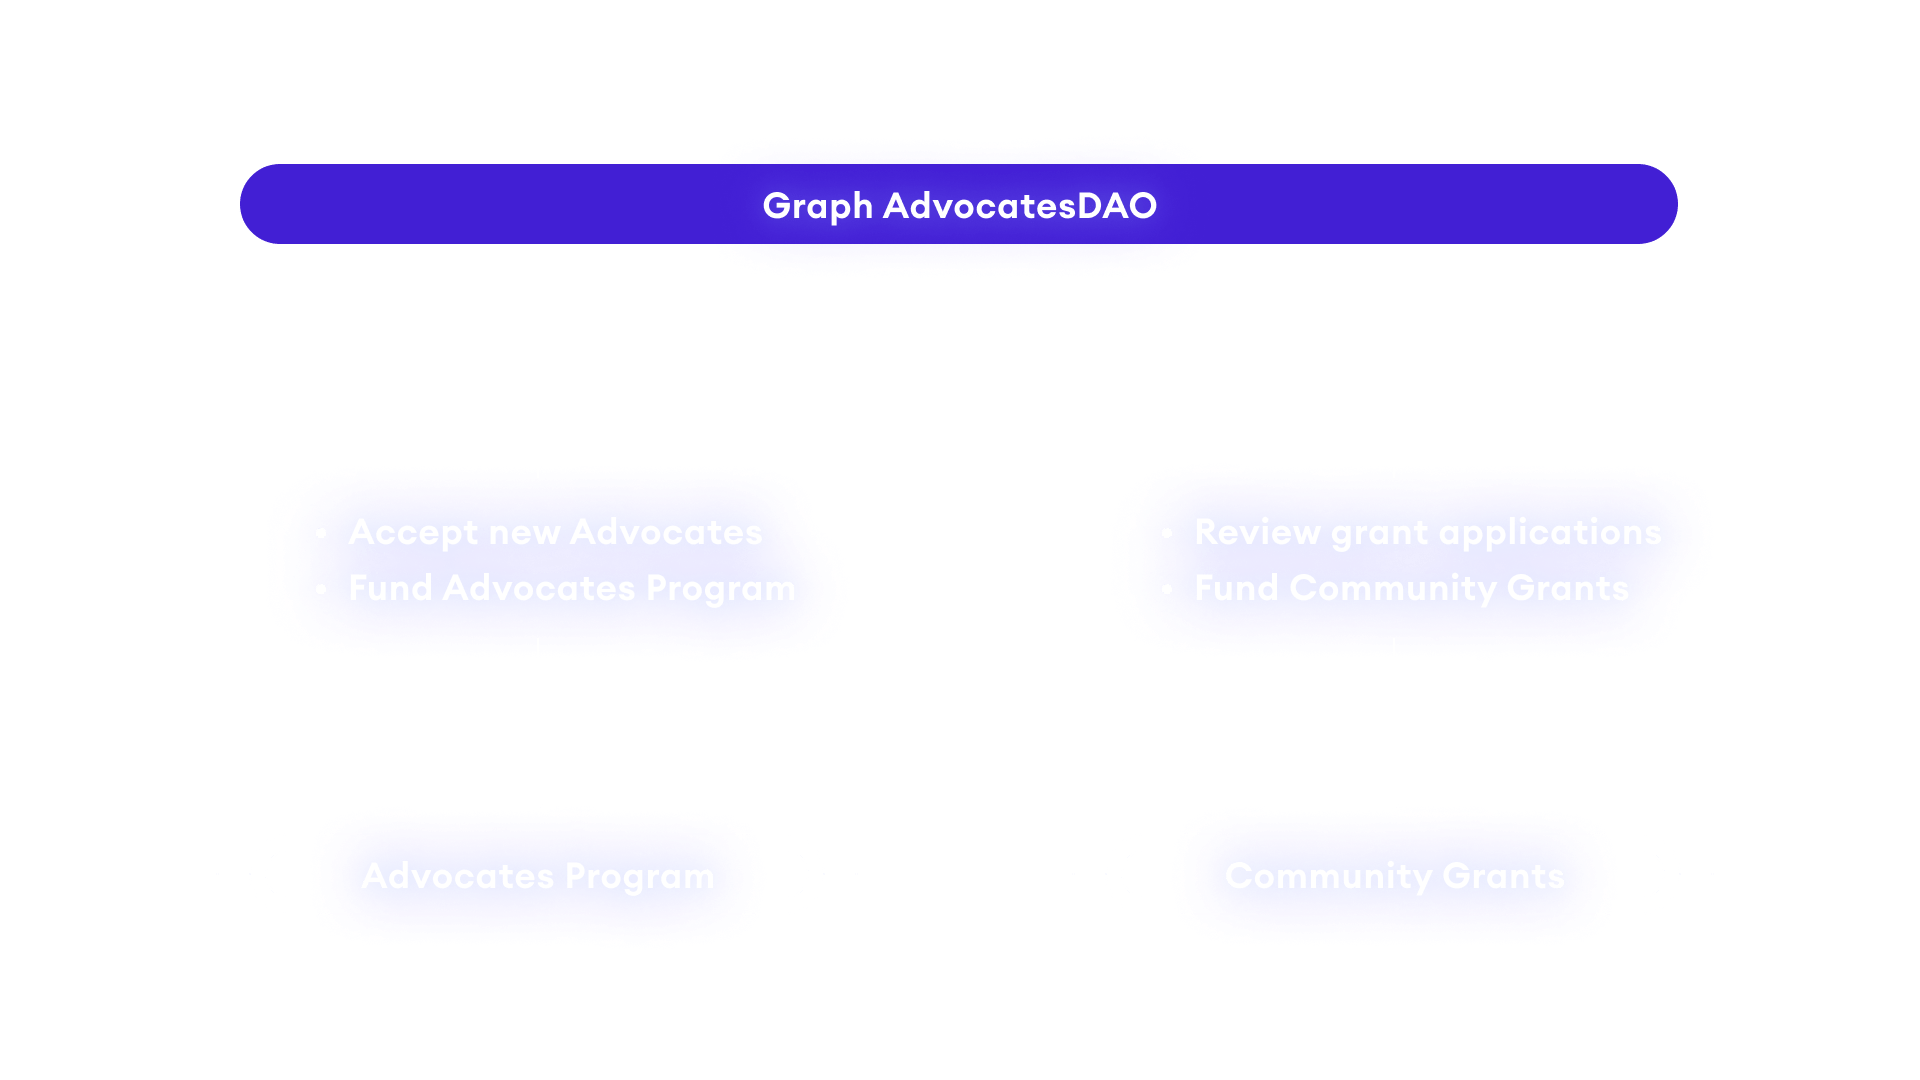 Graph AdvocatesDAO
• Accept new Advocates
• Fund Advocates Program
• Review grant applications
• Fund Community Grants
Advocates Program
Community Grants